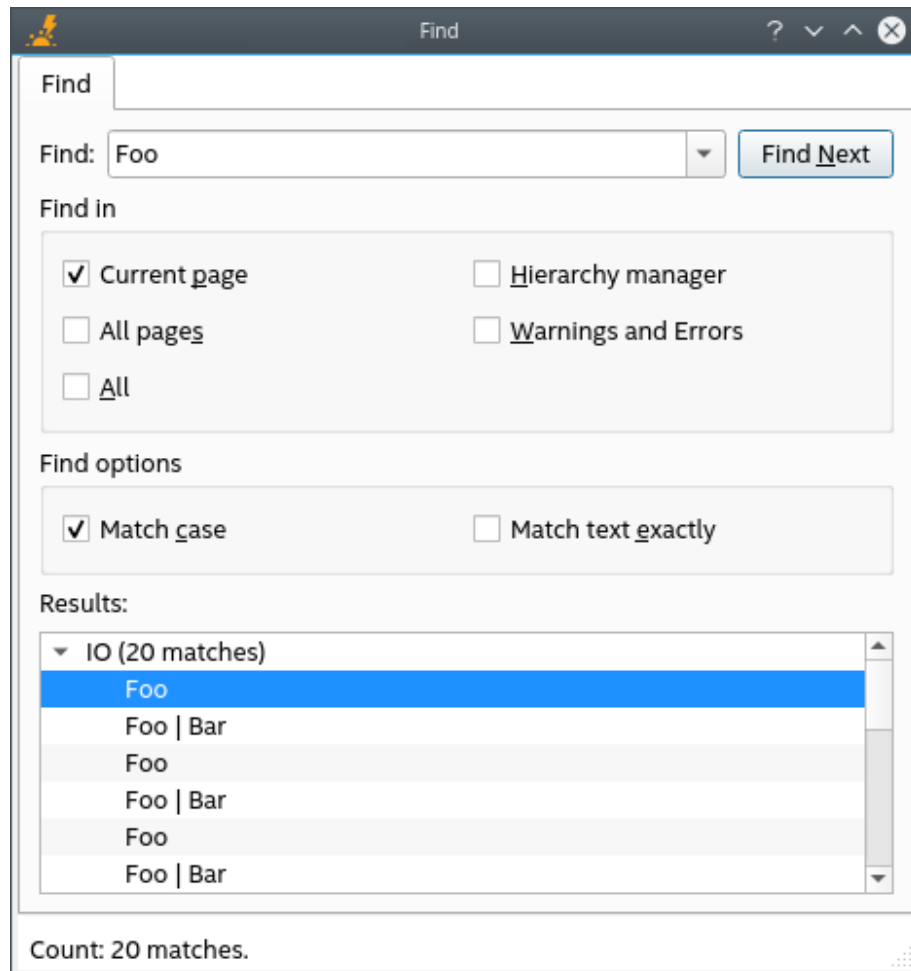 Find
Find
Find: Foo Find Next
Find in
Current page Hierarchy manager
All pages Warnings and Errors
All
Find options
Match case Match text exactly
Results:
IO (20 matches)
Foo
Foo | Bar
Foo
Foo | Bar
Foo
Foo | Bar
Count: 20 matches.